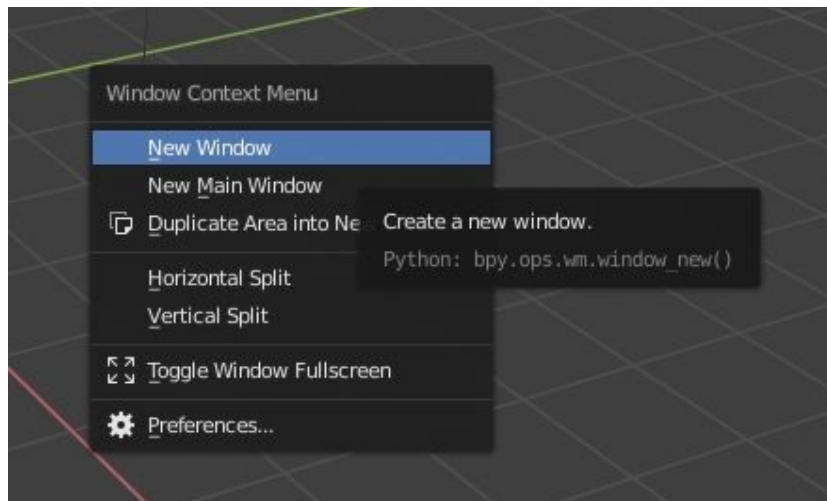 Window Context Menu
New Window
New Main Window
Duplicate Area into Ne
Create a new window.
Python: bpy.ops.wm.window_new()
Horizontal Split
Vertical Split
Toggle Window Fullscreen
Preferences...